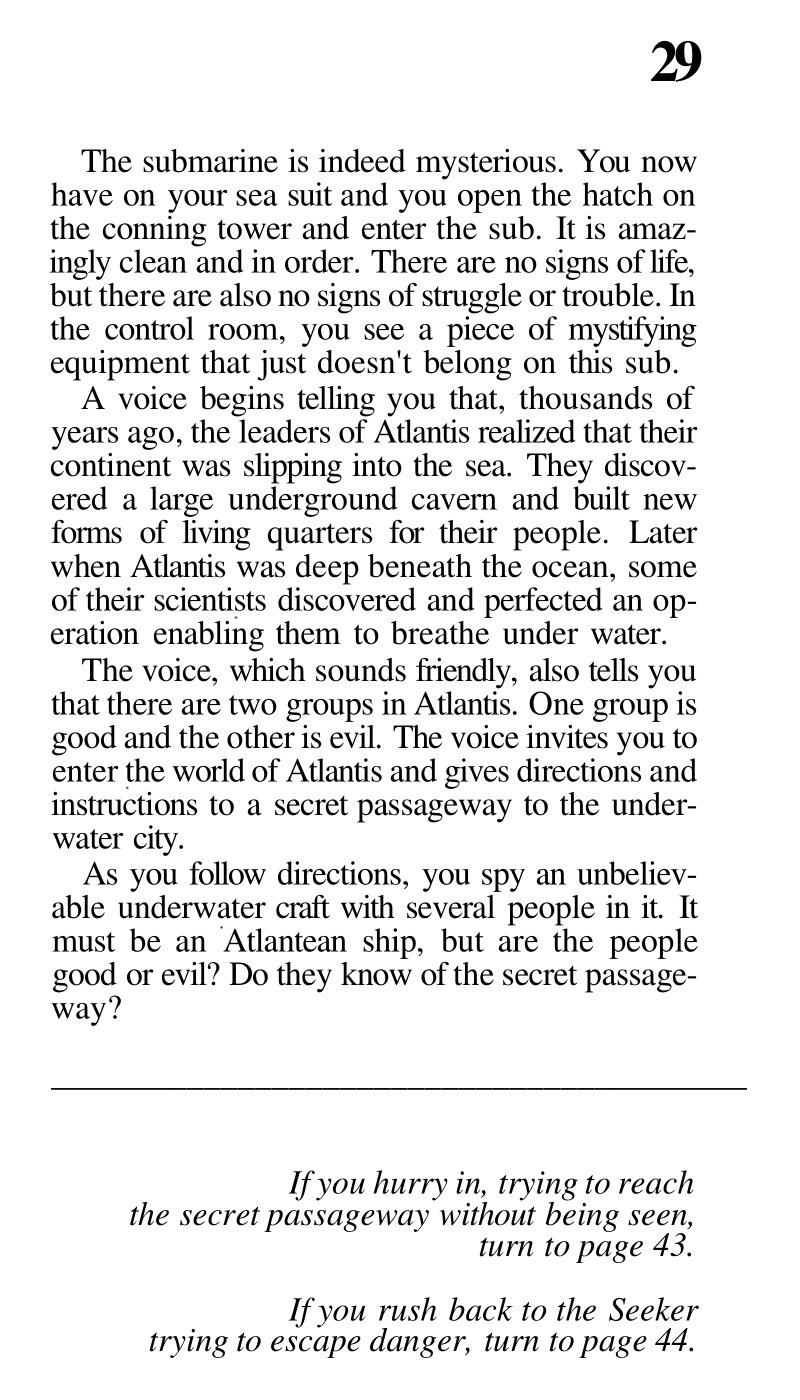 29
The submarine is indeed mysterious. You now
have on your sea suit and you open the hatch on
the conning tower and enter the sub. It is amaz-
ingly clean and in order. There are no signs of life,
but there are also no signs of struggle or trouble. In
the control room, you see a piece of mystifying
equipment that just doesn't belong on this sub.
A voice begins telling you that, thousands of
years ago, the leaders of Atlantis realized that their
continent was slipping into the sea. They discov-
ered a large underground cavern and built new
forms of living quarters for their people. Later
when Atlantis was deep beneath the ocean, some
of their scientists discovered and perfected an op-
eration enabling them to breathe under water.
The voice, which sounds friendly, also tells you
that there are two groups in Atlantis. One group is
good and the other is evil. The voice invites you to
enter the world of Atlantis and gives directions and
instructions to a secret passageway to the under-
water city.
As you follow directions, you spy an unbeliev-
able underwater craft with several people in it. It
must be an Atlantean ship, but are the people
good or evil? Do they know of the secret passage-
way?
If you hurry in, trying to reach
the secret passageway without being seen,
turn to page 43.
If you rush back to the Seeker
trying to escape danger, turn to page 44.